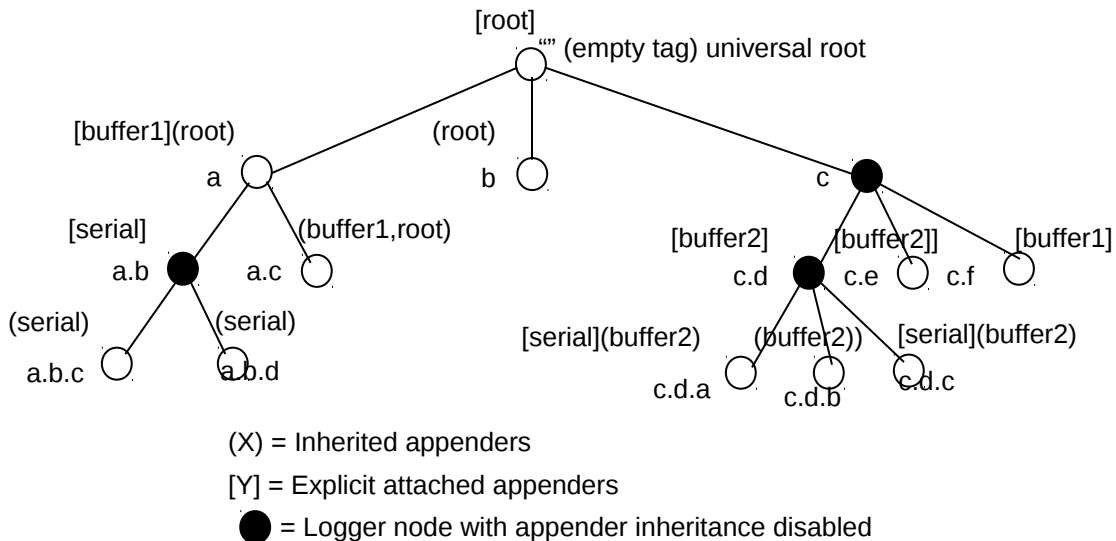 [root]
“” (empty tag) universal root
[buffer1](root)
(root)
a
b
c
[serial]
(buffer1,root)
[buffer2]
[buffer2]]
[buffer1]
a.b
a.c
c.d
c.e
c.f
(serial)
(serial)
[serial](buffer2)
(buffer2))
[serial](buffer2)
a.b.c
a.b.d
c.d.a
c.d.b
c.d.c
(X) = Inherited appenders
[Y] = Explicit attached appenders
= Logger node with appender inheritance disabled